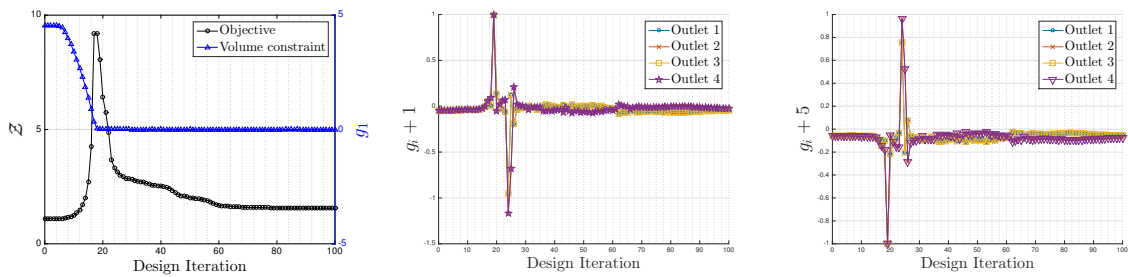 10
5
0
𝒵
Objective
Volume constraint
5
0
-5
g₁
0 20 40 60 80 100
Design Iteration
1
0.5
0
-0.5
-1
-1.5
gᵢ + 1
Outlet 1
Outlet 2
Outlet 3
Outlet 4
0 10 20 30 40 50 60 70 80 90 100
Design Iteration
1
0.8
0.6
0.4
0.2
0
-0.2
-0.4
-0.6
-0.8
-1
gᵢ + 5
Outlet 1
Outlet 2
Outlet 3
Outlet 4
0 10 20 30 40 50 60 70 80 90 100
Design Iteration